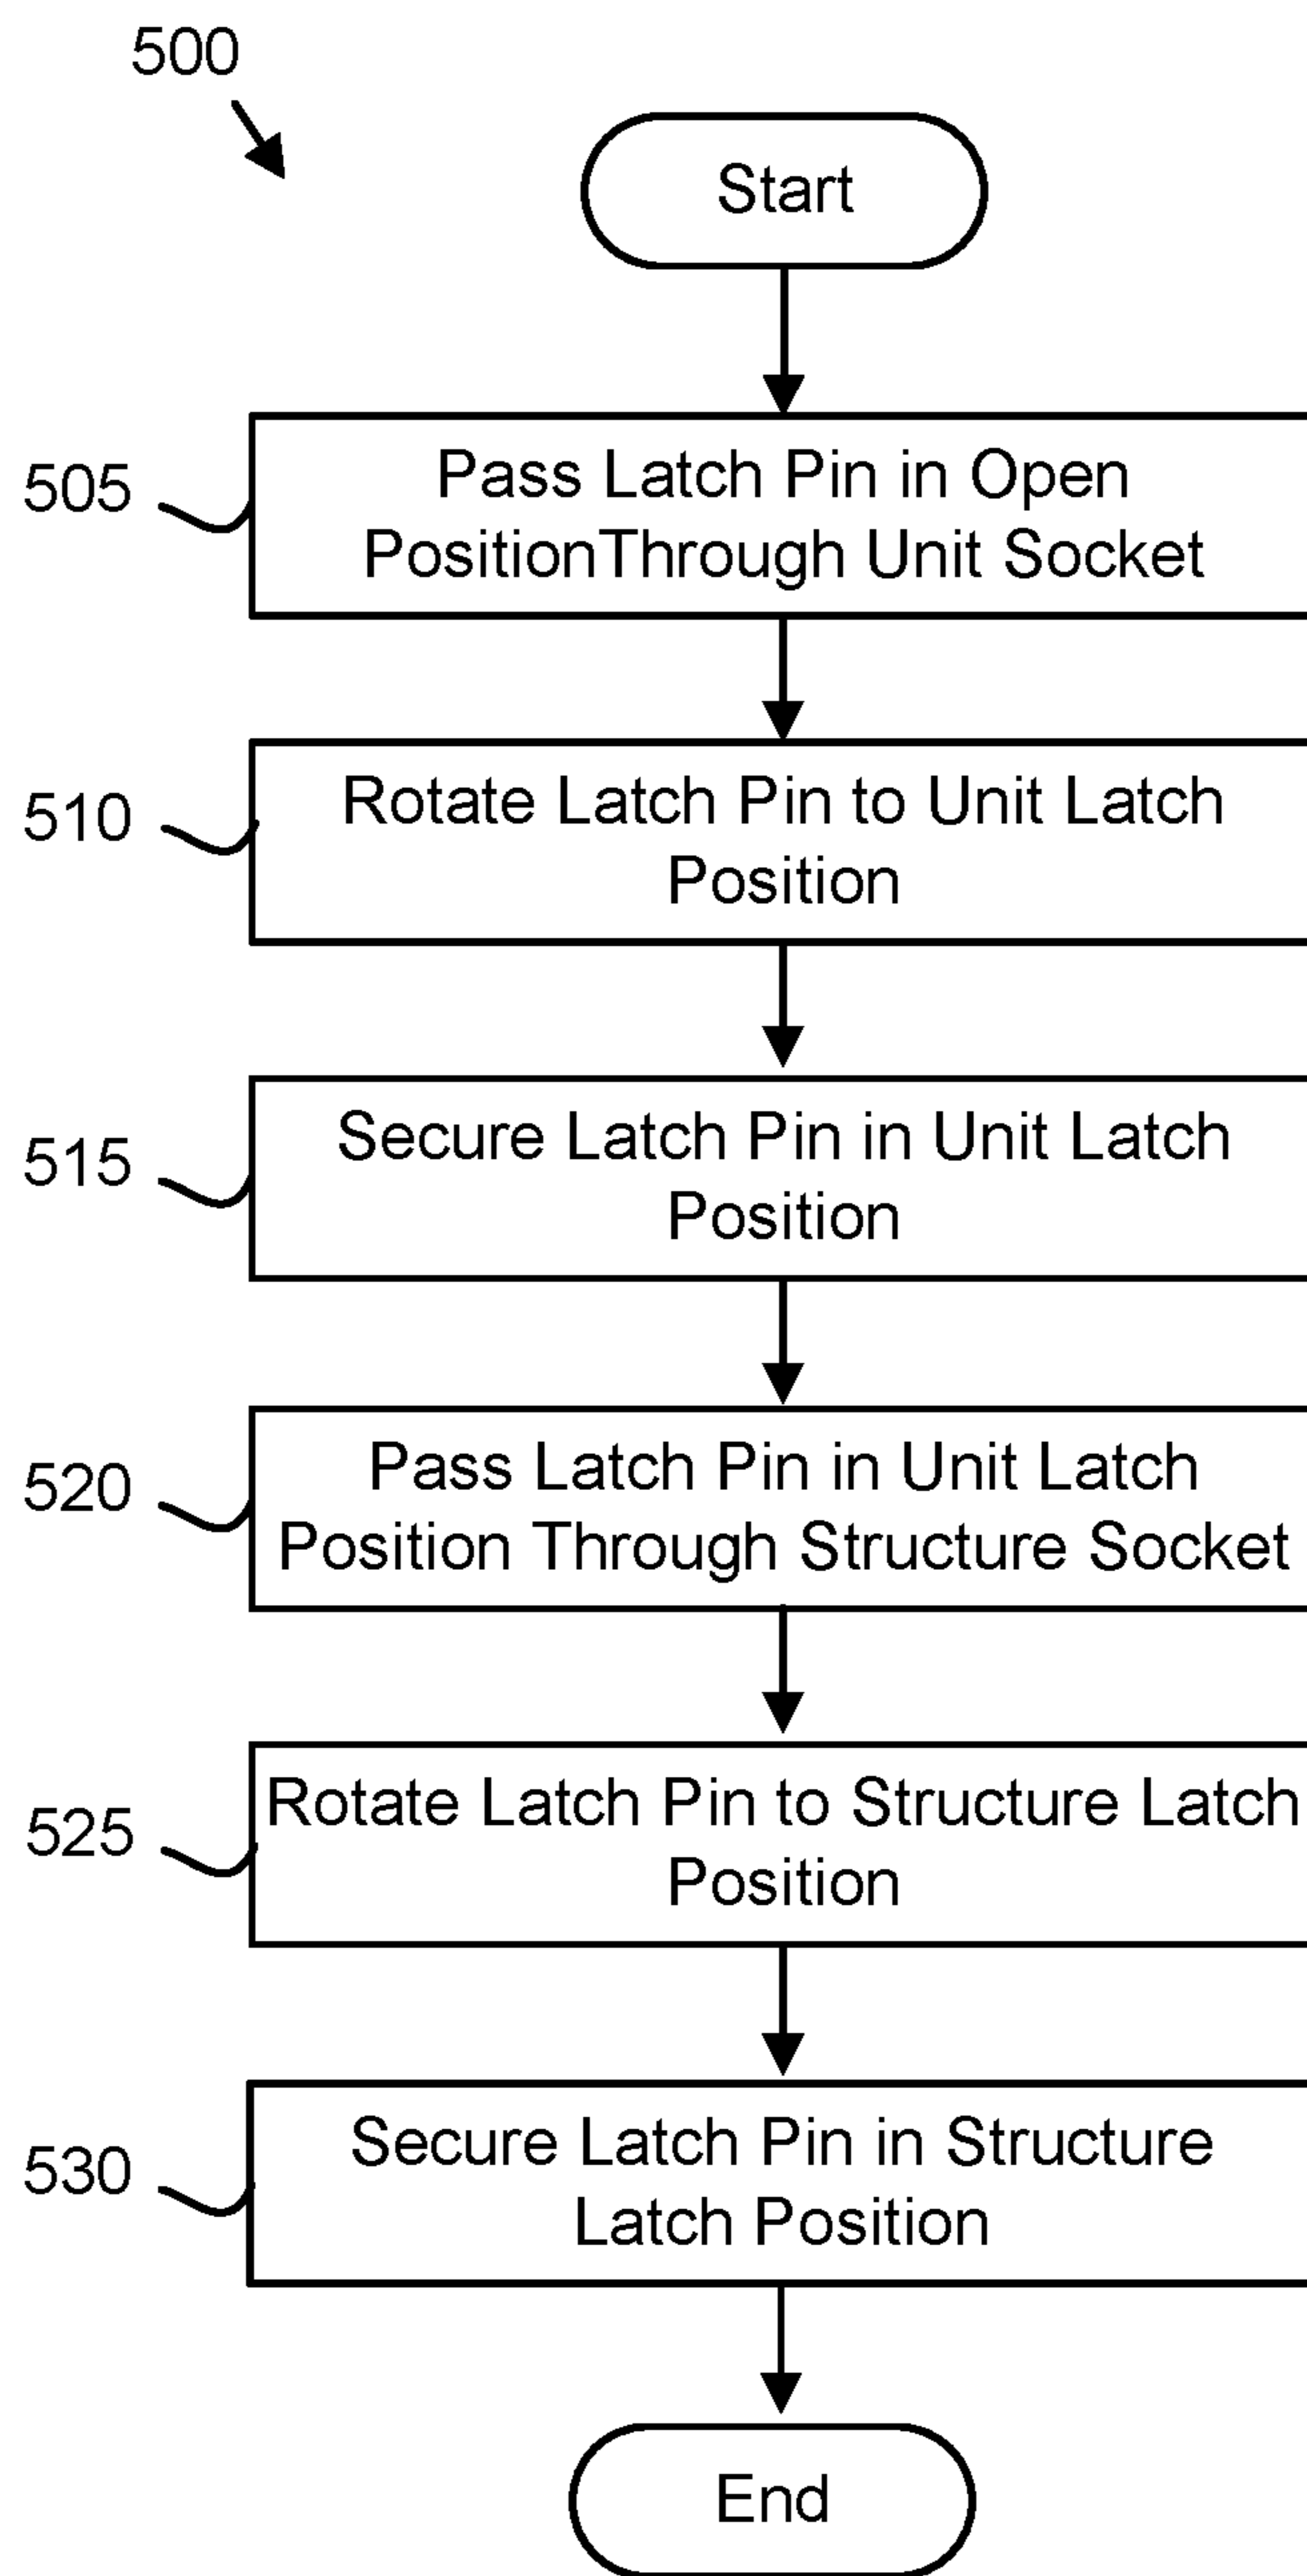 500
Start
505
Pass Latch Pin in Open
PositionThrough Unit Socket
510
Rotate Latch Pin to Unit Latch
Position
515
Secure Latch Pin in Unit Latch
Position
520
Pass Latch Pin in Unit Latch
Position Through Structure Socket
525
Rotate Latch Pin to Structure Latch
Position
530
Secure Latch Pin in Structure
Latch Position
End